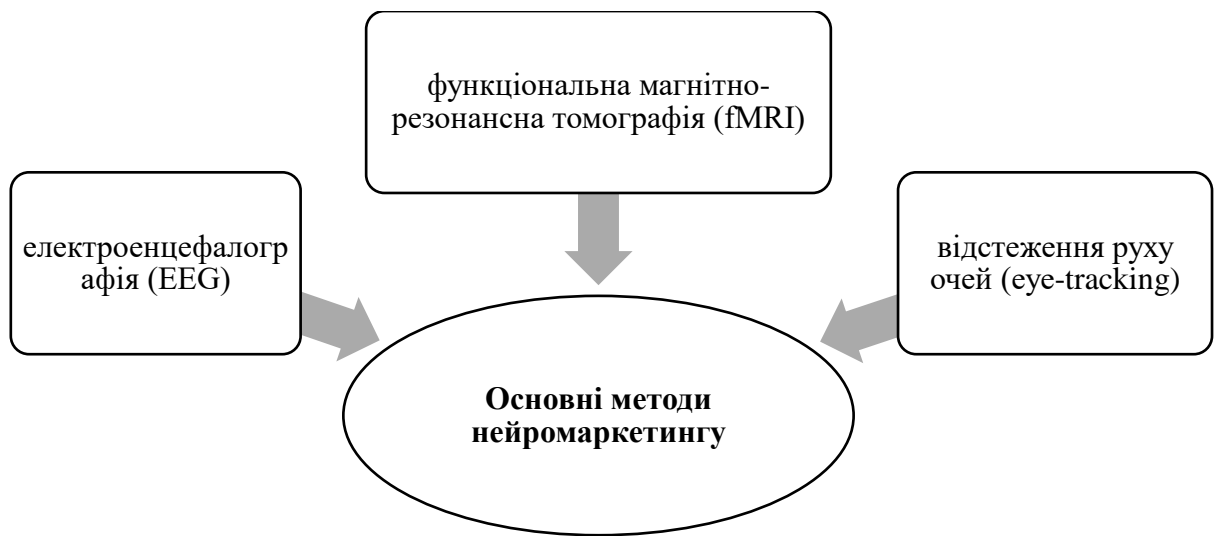 функціональна магнітно-
резонансна томографія (fMRI)
електроенцефалогр
афія (EEG)
відстеження руху
очей (eye-tracking)
Основні методи
нейромаркетингу